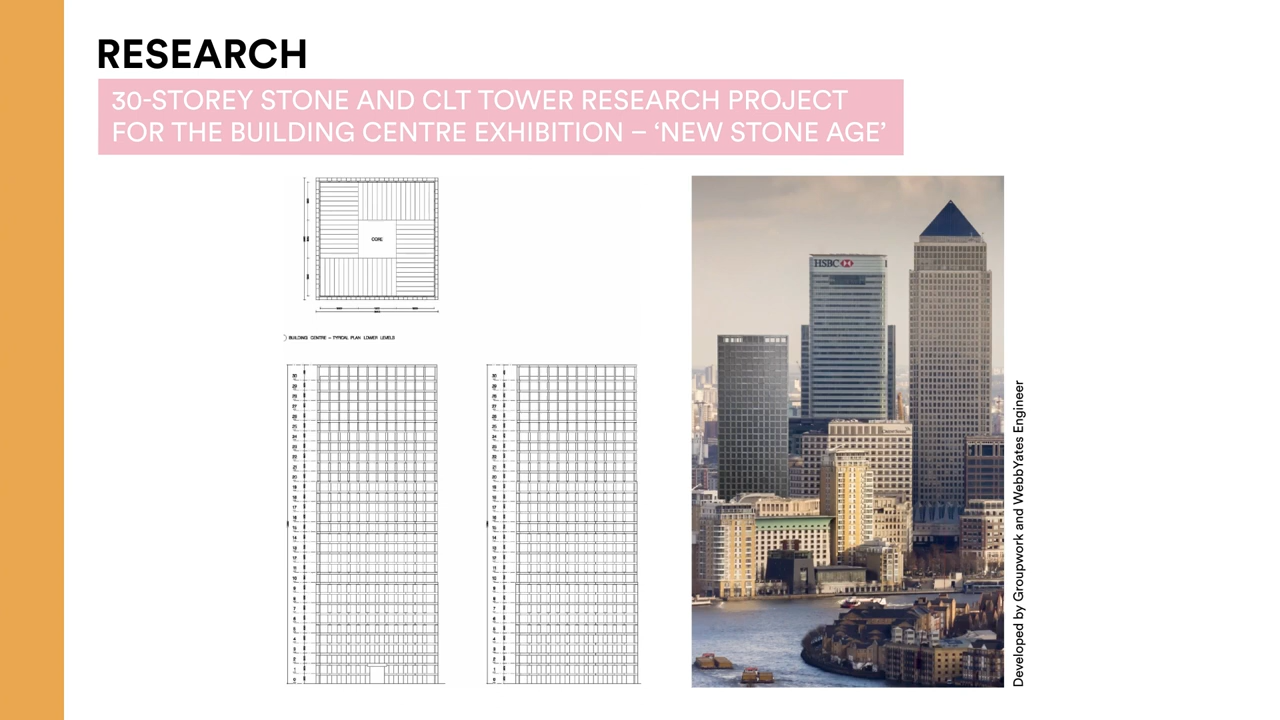 RESEARCH
30-STOREY STONE AND CLT TOWER RESEARCH PROJECT
FOR THE BUILDING CENTRE EXHIBITION – ‘NEW STONE AGE’
CORE
BUILDING CENTRE – TYPICAL PLAN LOWER LEVELS
HSBC
Developed by Groupwork and WebbYates Engineer